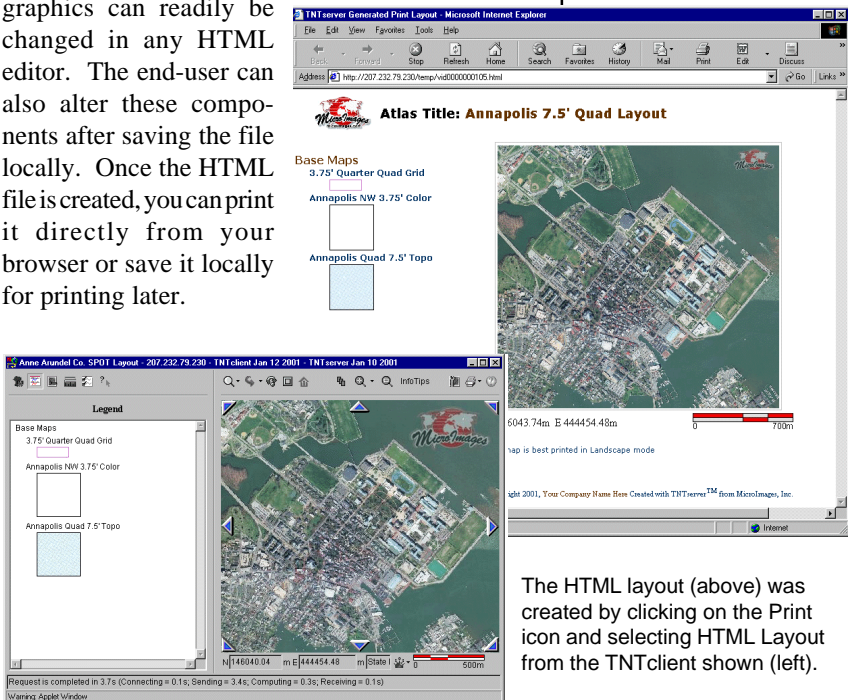 graphics can readily be
changed in any HTML
editor. The end-user can
also alter these compo-
nents after saving the file
locally. Once the HTML
file is created, you can print
it directly from your
browser or save it locally
for printing later.
TNTserver Generated Print Layout - Microsoft Internet Explorer
File Edit View Favorites Tools Help
Back Forward Stop Refresh Home Search Favorites History Mail Print Edit Discuss
Address http://207.232.79.230/temp/vid0000000105.html Go Links »
MicroImages
Atlas Title: Annapolis 7.5' Quad Layout
Base Maps
3.75' Quarter Quad Grid
Annapolis NW 3.75' Color
Annapolis Quad 7.5' Topo
MicroImages
6043.74m E 444454.48m
0 700m
map is best printed in Landscape mode
ight 2001, Your Company Name Here Created with TNTserver™ from MicroImages, Inc.
Internet
Anne Arundel Co. SPOT Layout - 207.232.79.230 - TNTclient Jan 12 2001 - TNTserver Jan 10 2001
InfoTips
Legend
Base Maps
3.75' Quarter Quad Grid
Annapolis NW 3.75' Color
Annapolis Quad 7.5' Topo
MicroImages
N 146040.04 m E 444454.48 m State 0 500m
Request is completed in 3.7s (Connecting = 0.1s; Sending = 3.4s; Computing = 0.3s; Receiving = 0.1s)
Warning: Applet Window
The HTML layout (above) was
created by clicking on the Print
icon and selecting HTML Layout
from the TNTclient shown (left).